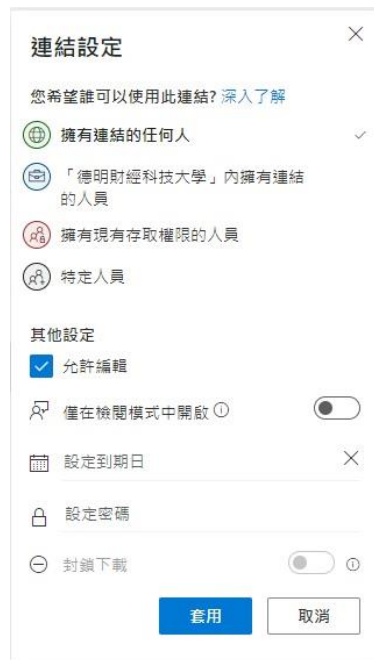 連結設定
您希望誰可以使用此連結? 深入了解
擁有連結的任何人
「德明財經科技大學」內擁有連結
的人員
擁有現有存取權限的人員
特定人員
其他設定
允許編輯
僅在檢閱模式中開啟
設定到期日
設定密碼
封鎖下載
套用
取消